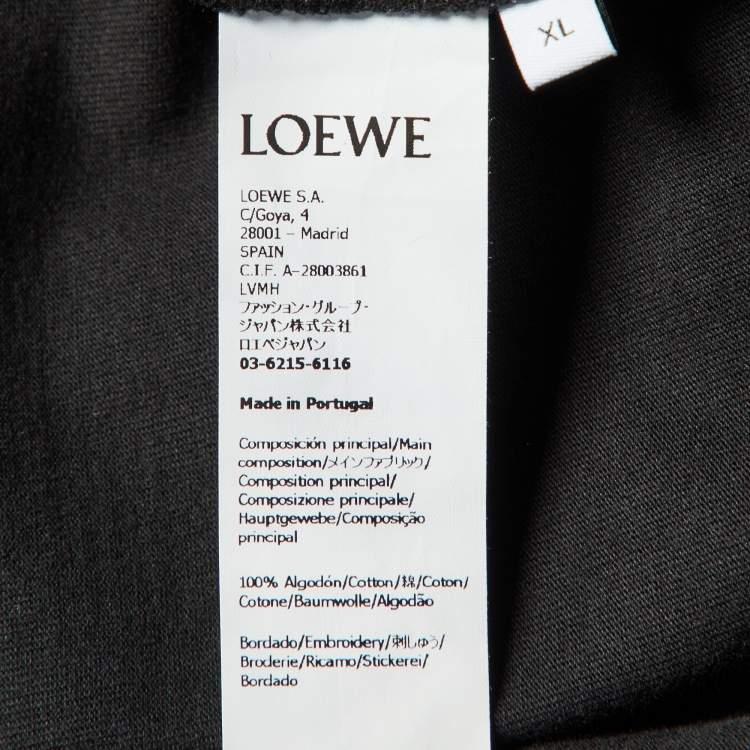 XL
LOEWE
LOEWE S.A.
C/Goya, 4
28001 - Madrid
SPAIN
C.I.F. A-28003861
LVMH
ファッション・グループ・
ジャパン株式会社
ロエベジャパン
03-6215-6116
Made in Portugal
Composición principal/Main
composition/メインファブリック/
Composition principal/
Composizione principale/
Hauptgewebe/Composição
principal
100% Algodón/Cotton/綿/Coton/
Cotone/Baumwolle/Algodão
Bordado/Embroidery/刺しゅう/
Broderie/Ricamo/Stickerei/
Bordado